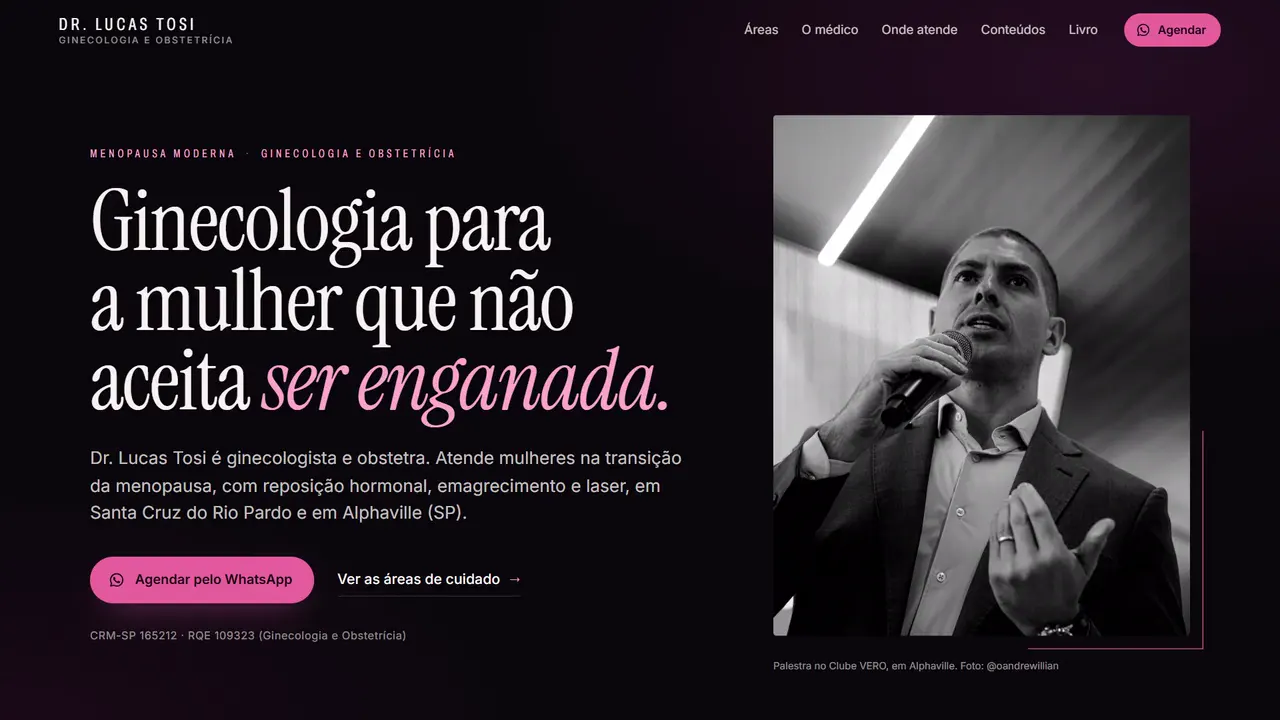 DR. LUCAS TOSI
GINECOLOGIA E OBSTETRÍCIA
Áreas
O médico
Onde atende
Conteúdos
Livro
Agendar
MENOPAUSA MODERNA · GINECOLOGIA E OBSTETRÍCIA
Ginecologia para
a mulher que não
aceita ser enganada.
Dr. Lucas Tosi é ginecologista e obstetra. Atende mulheres na transição
da menopausa, com reposição hormonal, emagrecimento e laser, em
Santa Cruz do Rio Pardo e em Alphaville (SP).
Agendar pelo WhatsApp
Ver as áreas de cuidado →
CRM-SP 165212 · RQE 109323 (Ginecologia e Obstetrícia)
Palestra no Clube VERO, em Alphaville. Foto: @oandrewillian